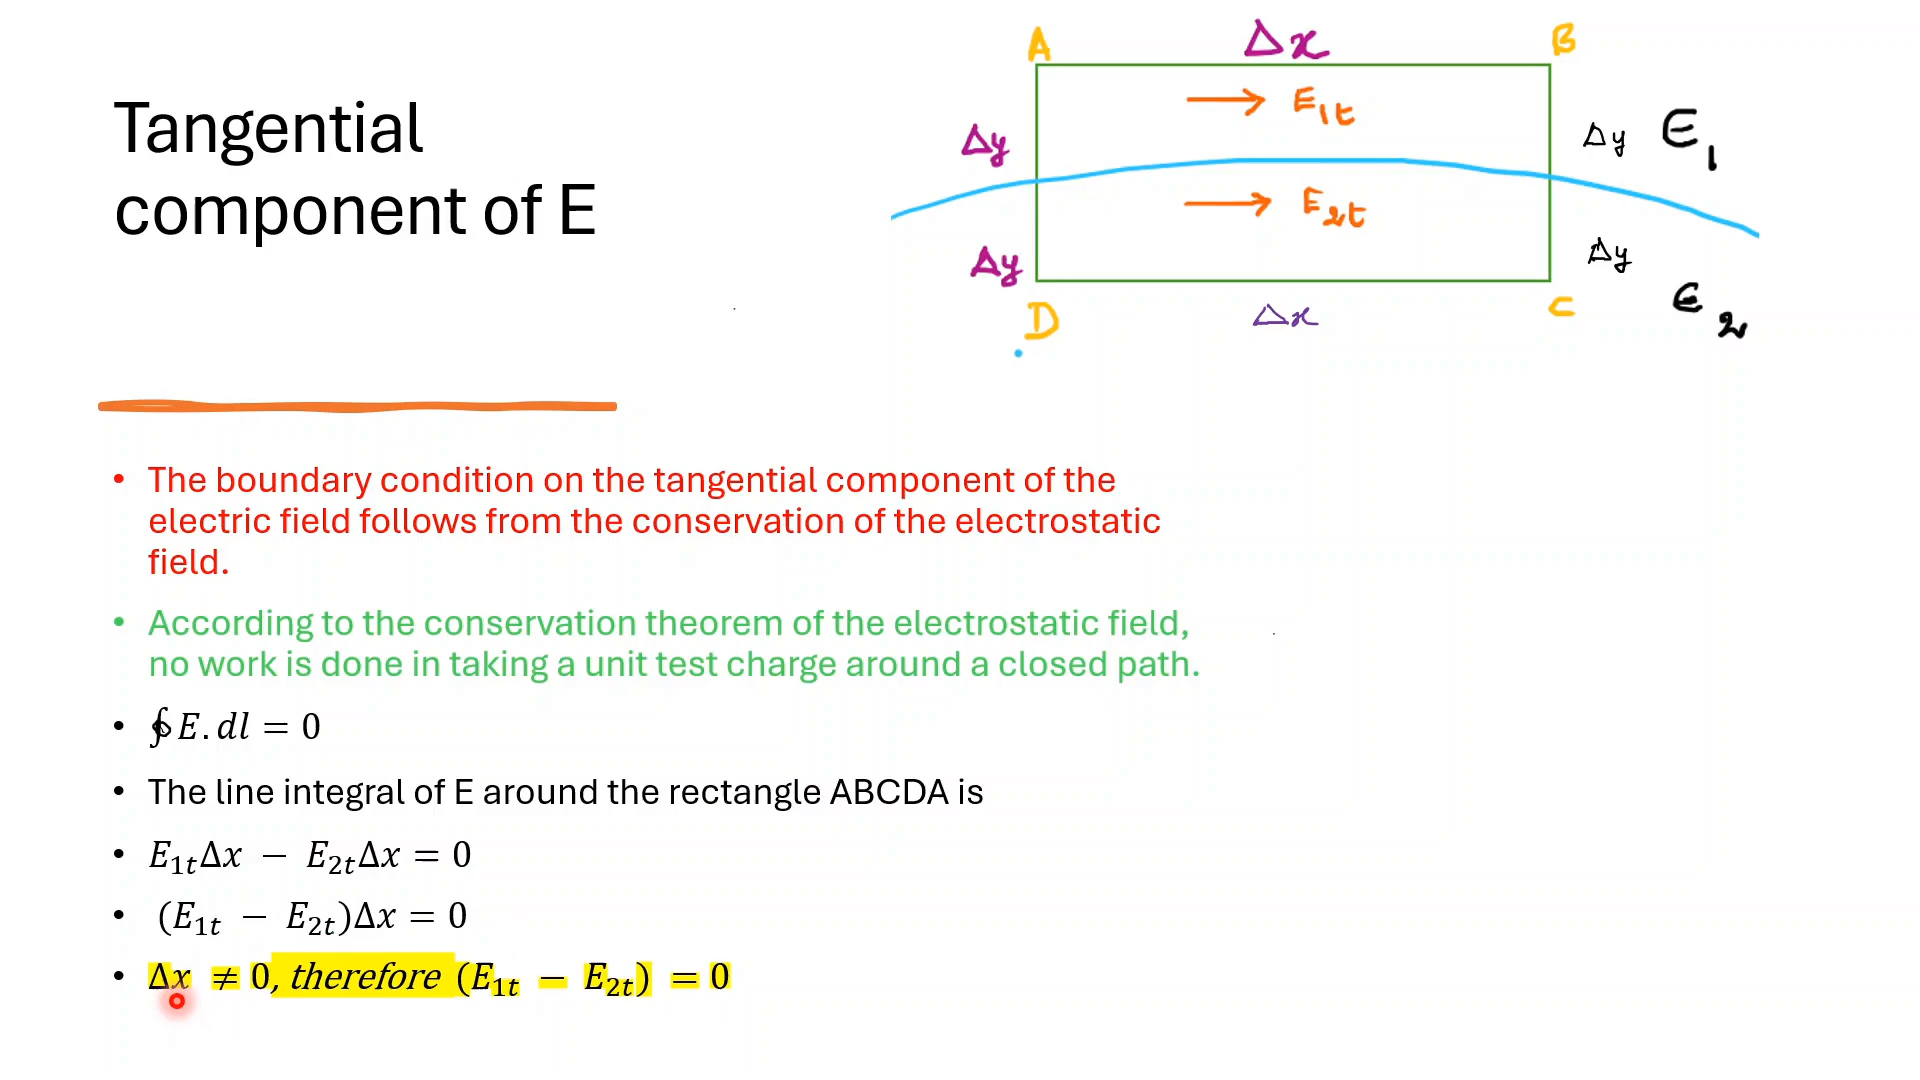 Tangential
component of E
A
Δx
B
Δy
E1t
Δy
ϵ1
E2t
Δy
Δy
D
Δx
C
ϵ2
• The boundary condition on the tangential component of the
electric field follows from the conservation of the electrostatic
field.
• According to the conservation theorem of the electrostatic field,
no work is done in taking a unit test charge around a closed path.
• ∮E.dl = 0
• The line integral of E around the rectangle ABCDA is
• E₁ₜΔx − E₂ₜΔx = 0
• (E₁ₜ − E₂ₜ)Δx = 0
• Δx ≠ 0, therefore (E₁ₜ − E₂ₜ) = 0